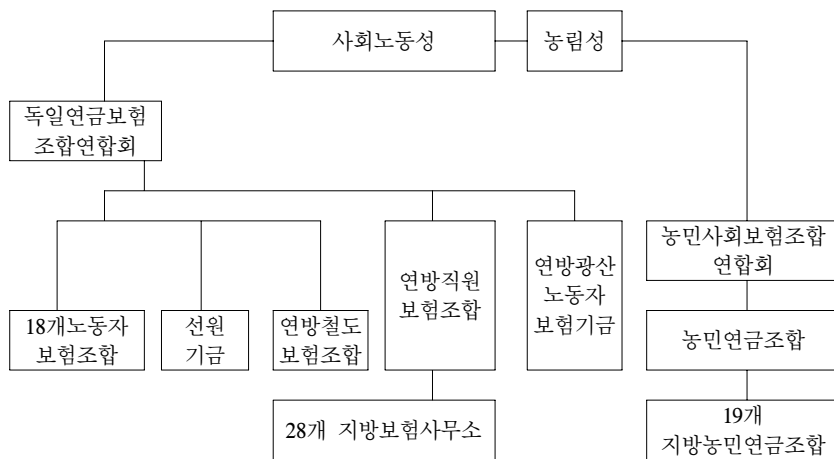 사회노동성
농림성
독일연금보험
조합연합회
농민사회보험조합
연합회
연방직원
보험조합
연방광산
노동자
보험기금
18개노동자
보험조합
선원
기금
연방철도
보험조합
농민연금조합
28개 지방보험사무소
19개
지방농민연금조합